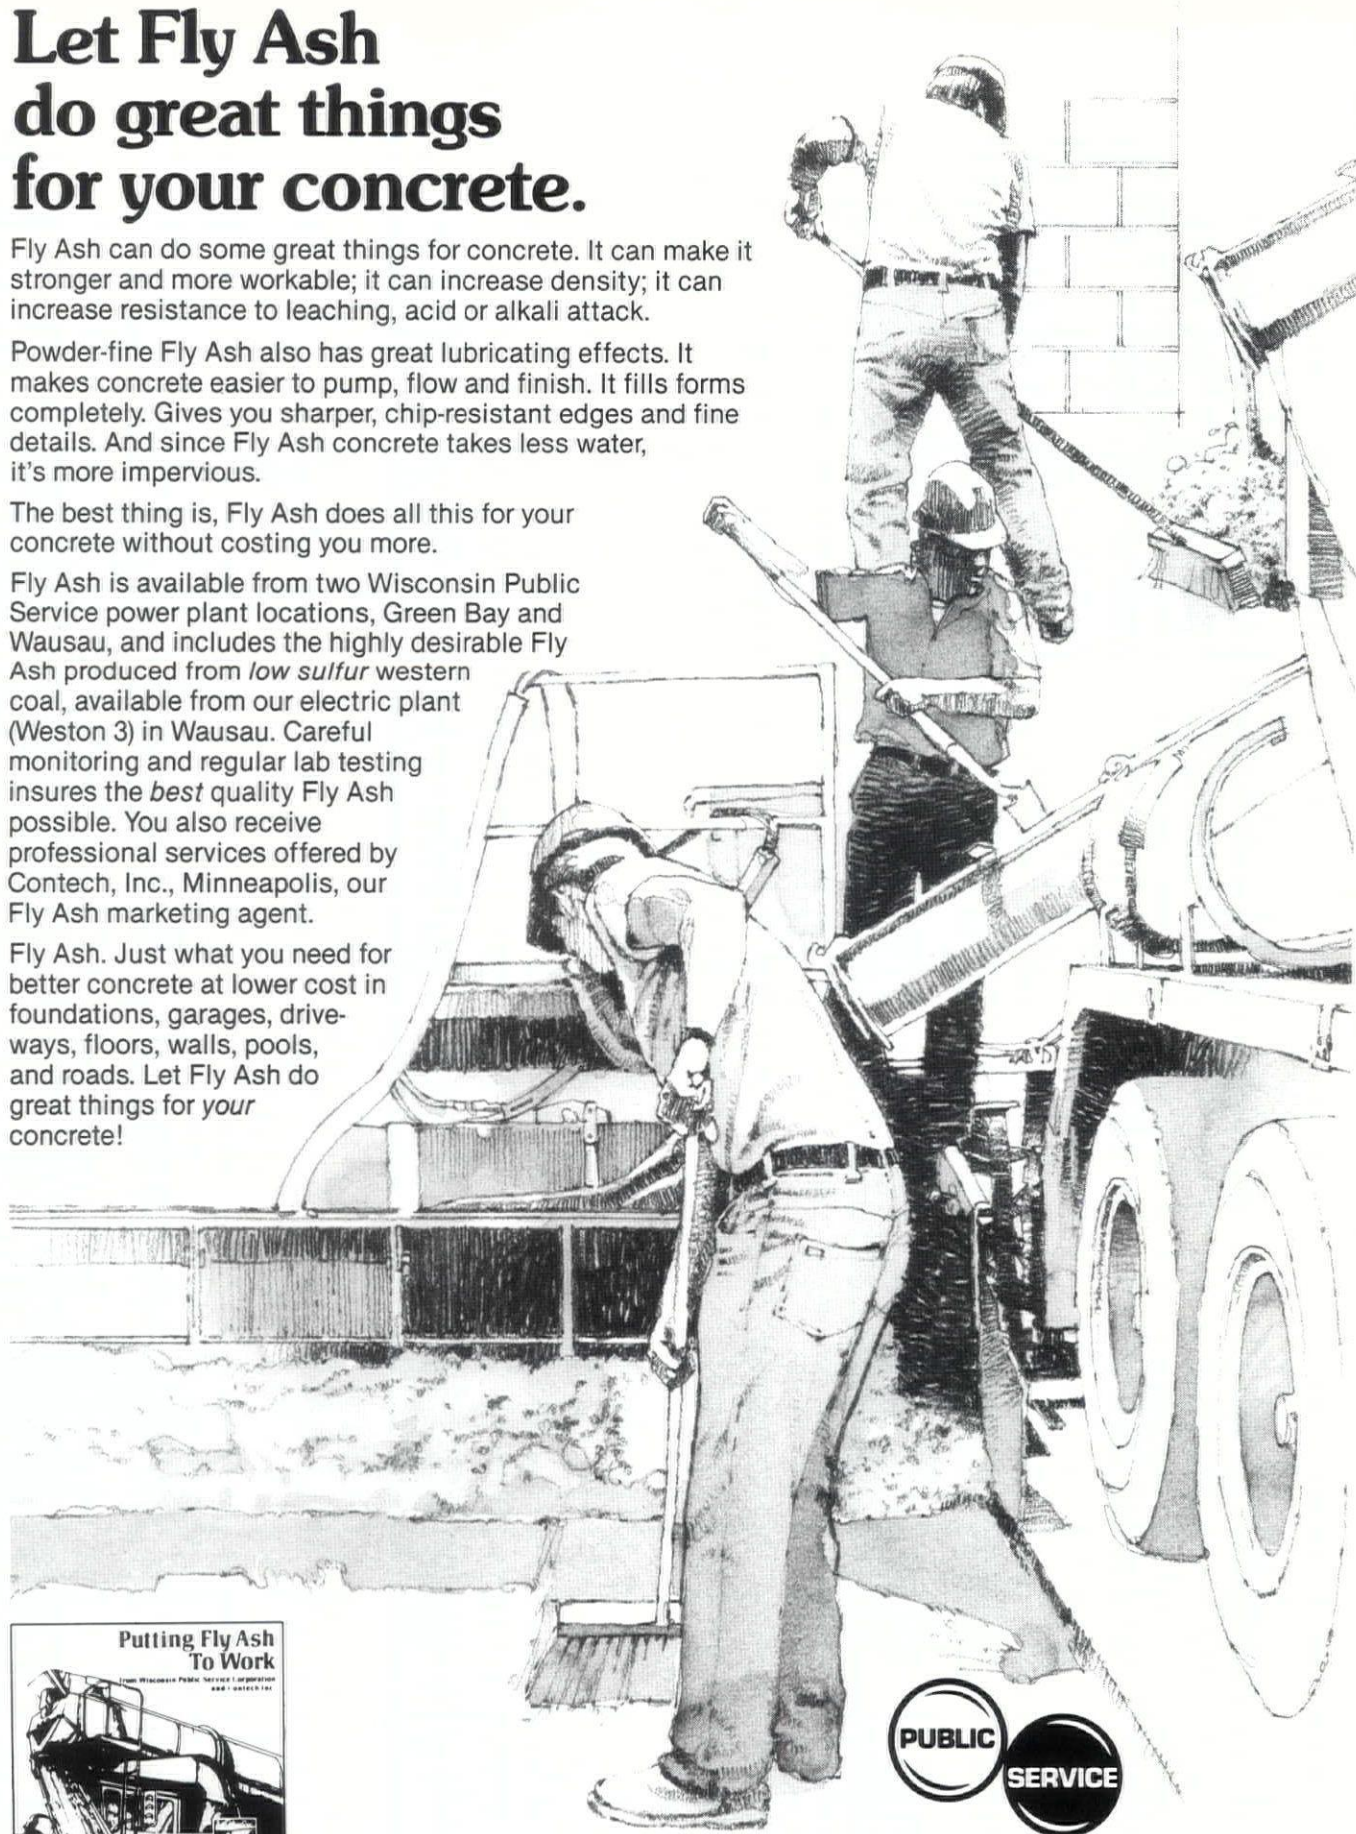 Let Fly Ash
do great things
for your concrete.
Fly Ash can do some great things for concrete. It can make it
stronger and more workable; it can increase density; it can
increase resistance to leaching, acid or alkali attack.
Powder-fine Fly Ash also has great lubricating effects. It
makes concrete easier to pump, flow and finish. It fills forms
completely. Gives you sharper, chip-resistant edges and fine
details. And since Fly Ash concrete takes less water,
it's more impervious.
The best thing is, Fly Ash does all this for your
concrete without costing you more.
Fly Ash is available from two Wisconsin Public
Service power plant locations, Green Bay and
Wausau, and includes the highly desirable Fly
Ash produced from low sulfur western
coal, available from our electric plant
(Weston 3) in Wausau. Careful
monitoring and regular lab testing
insures the best quality Fly Ash
possible. You also receive
professional services offered by
Contech, Inc., Minneapolis, our
Fly Ash marketing agent.
Fly Ash. Just what you need for
better concrete at lower cost in
foundations, garages, drive-
ways, floors, walls, pools,
and roads. Let Fly Ash do
great things for your
concrete!
Putting Fly Ash
To Work
from Wisconsin Public Service Corporation
and Contech Inc
PUBLIC
SERVICE